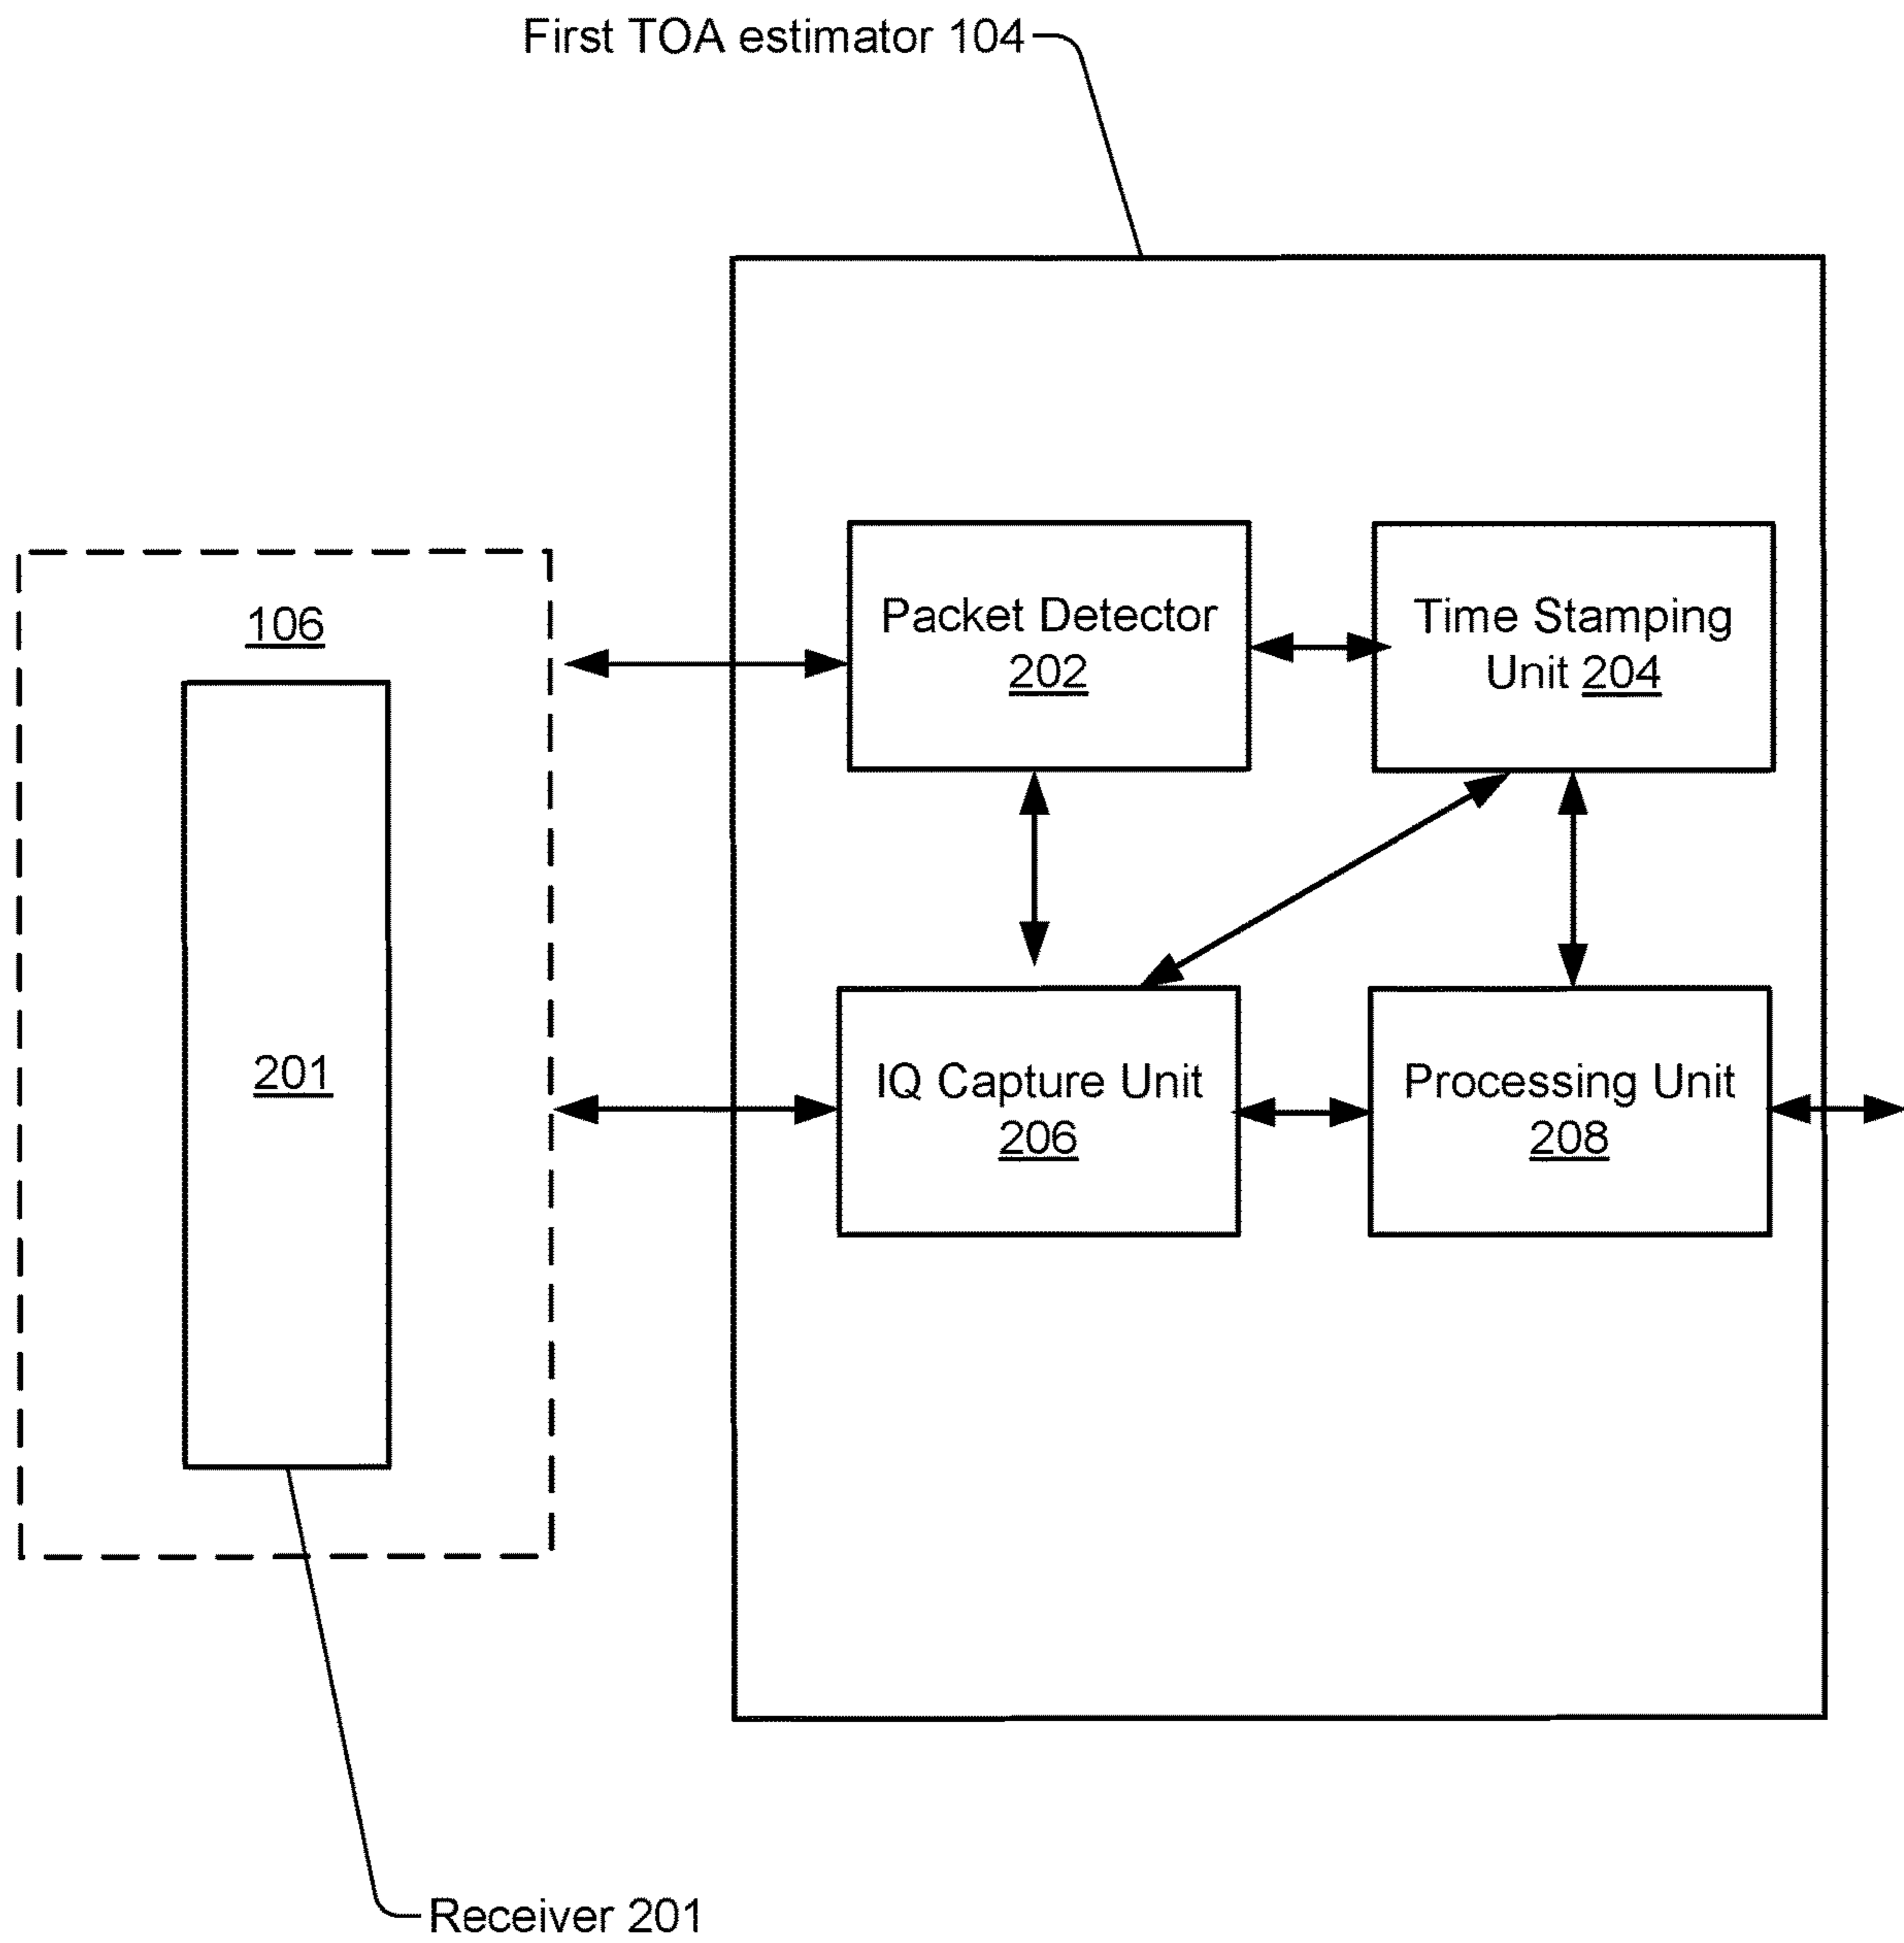 First TOA estimator 104
106
201
Packet Detector
202
Time Stamping
Unit 204
IQ Capture Unit
206
Processing Unit
208
Receiver 201